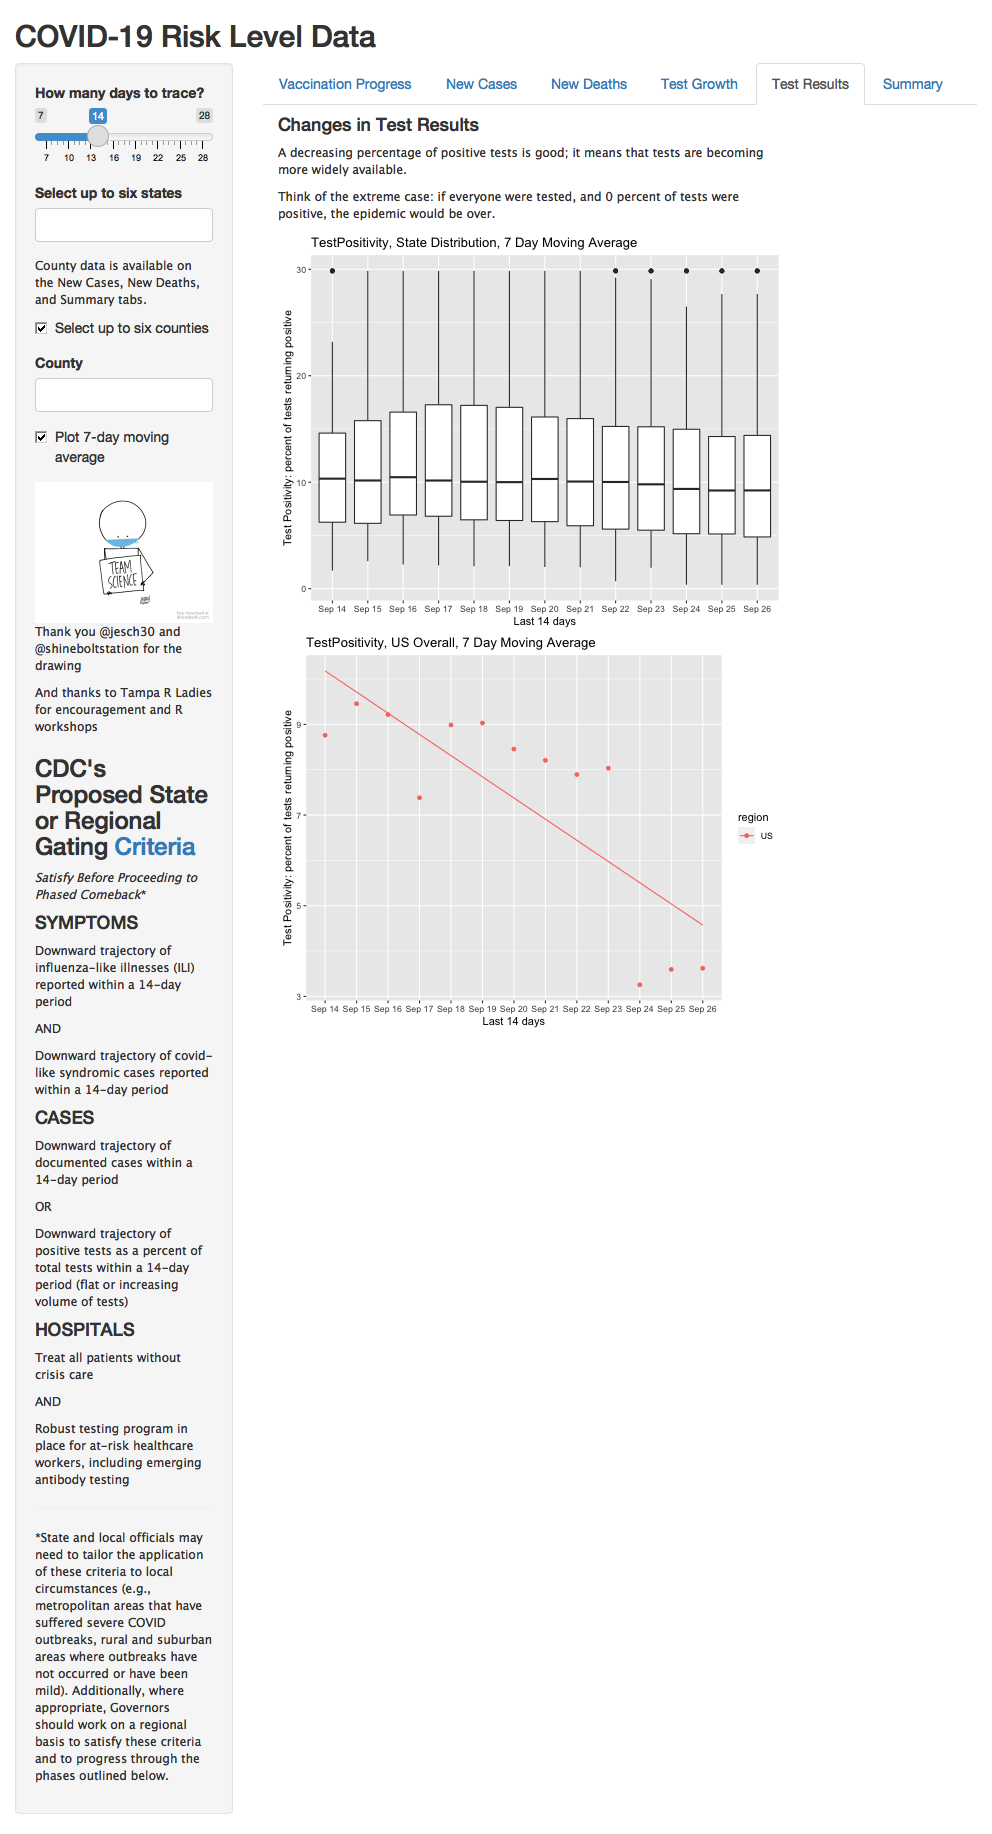 COVID-19 Risk Level Data
How many days to trace?
7 14 28
7 10 13 16 19 22 25 28
Select up to six states
County data is available on
the New Cases, New Deaths,
and Summary tabs.
Select up to six counties
County
Plot 7-day moving
average
TEAM
SCIENCE
Thank you @jesch30 and
@shineboltstation for the
drawing
And thanks to Tampa R Ladies
for encouragement and R
workshops
CDC's
Proposed State
or Regional
Gating Criteria
Satisfy Before Proceeding to
Phased Comeback*
SYMPTOMS
Downward trajectory of
influenza-like illnesses (ILI)
reported within a 14-day
period
AND
Downward trajectory of covid-
like syndromic cases reported
within a 14-day period
CASES
Downward trajectory of
documented cases within a
14-day period
OR
Downward trajectory of
positive tests as a percent of
total tests within a 14-day
period (flat or increasing
volume of tests)
HOSPITALS
Treat all patients without
crisis care
AND
Robust testing program in
place for at-risk healthcare
workers, including emerging
antibody testing
*State and local officials may
need to tailor the application
of these criteria to local
circumstances (e.g.,
metropolitan areas that have
suffered severe COVID
outbreaks, rural and suburban
areas where outbreaks have
not occurred or have been
mild). Additionally, where
appropriate, Governors
should work on a regional
basis to satisfy these criteria
and to progress through the
phases outlined below.
Vaccination Progress New Cases New Deaths Test Growth Test Results Summary
Changes in Test Results
A decreasing percentage of positive tests is good; it means that tests are becoming
more widely available.
Think of the extreme case: if everyone were tested, and 0 percent of tests were
positive, the epidemic would be over.
TestPositivity, State Distribution, 7 Day Moving Average
Test Positivity: percent of tests returning positive
30
20
10
0
Sep 14 Sep 15 Sep 16 Sep 17 Sep 18 Sep 19 Sep 20 Sep 21 Sep 22 Sep 23 Sep 24 Sep 25 Sep 26
Last 14 days
TestPositivity, US Overall, 7 Day Moving Average
Test Positivity: percent of tests returning positive
9
7
5
3
Sep 14 Sep 15 Sep 16 Sep 17 Sep 18 Sep 19 Sep 20 Sep 21 Sep 22 Sep 23 Sep 24 Sep 25 Sep 26
Last 14 days
region
US